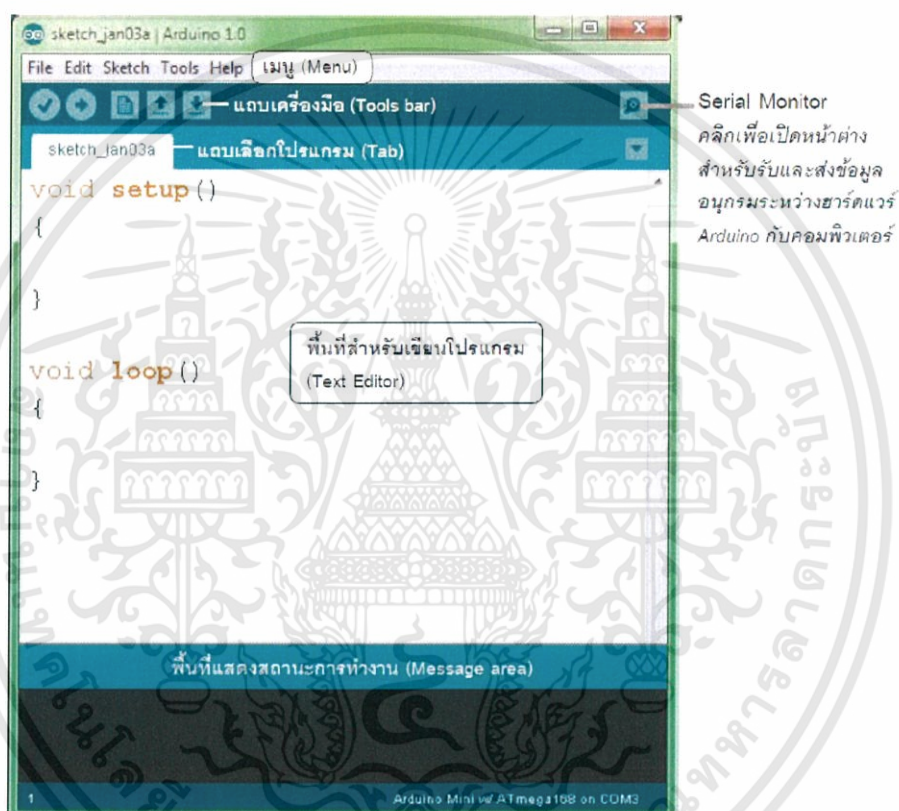 sketch_jan03a | Arduino 1.0
File Edit Sketch Tools Help เมนู (Menu)
แถบเครื่องมือ (Tools bar)
Serial Monitor
คลิกเพื่อเปิดหน้าต่าง
สำหรับรับและส่งข้อมูล
อนุกรมระหว่างฮาร์ดแวร์
Arduino กับคอมพิวเตอร์
sketch_jan03a แถบเลือกโปรแกรม (Tab)
void setup()
{
}
พื้นที่สำหรับเขียนโปรแกรม
(Text Editor)
void loop()
{
}
พื้นที่แสดงสถานะการทำงาน (Message area)
1 Arduino Mini w/ ATmega168 on COM3